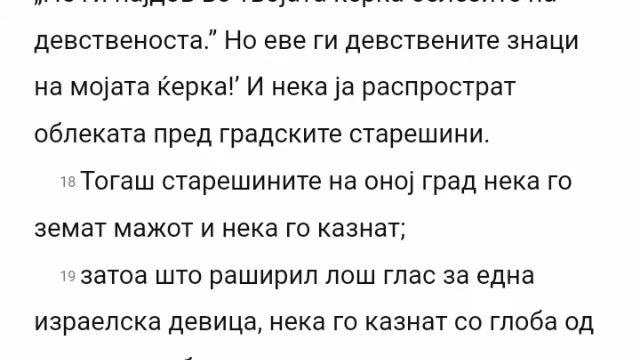 девственоста.” Но еве ги девствените знаци
на мојата ќерка!’ И нека ја распрострат
облеката пред градските старешини.
18 Тогаш старешините на оној град нека го
земат мажот и нека го казнат;
19 затоа што раширил лош глас за една
израелска девица, нека го казнат со глоба од